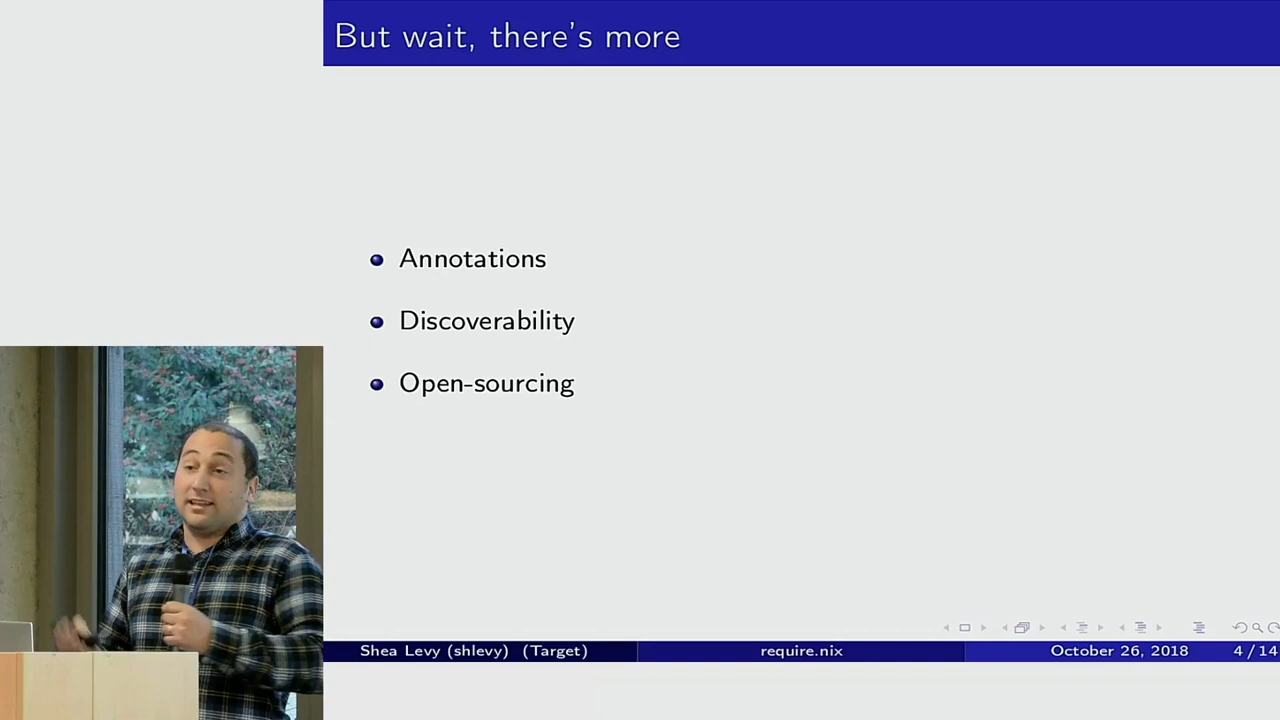 But wait, there's more
Annotations
Discoverability
Open-sourcing
Shea Levy (shlevy) (Target)
require.nix
October 26, 2018
4 / 14